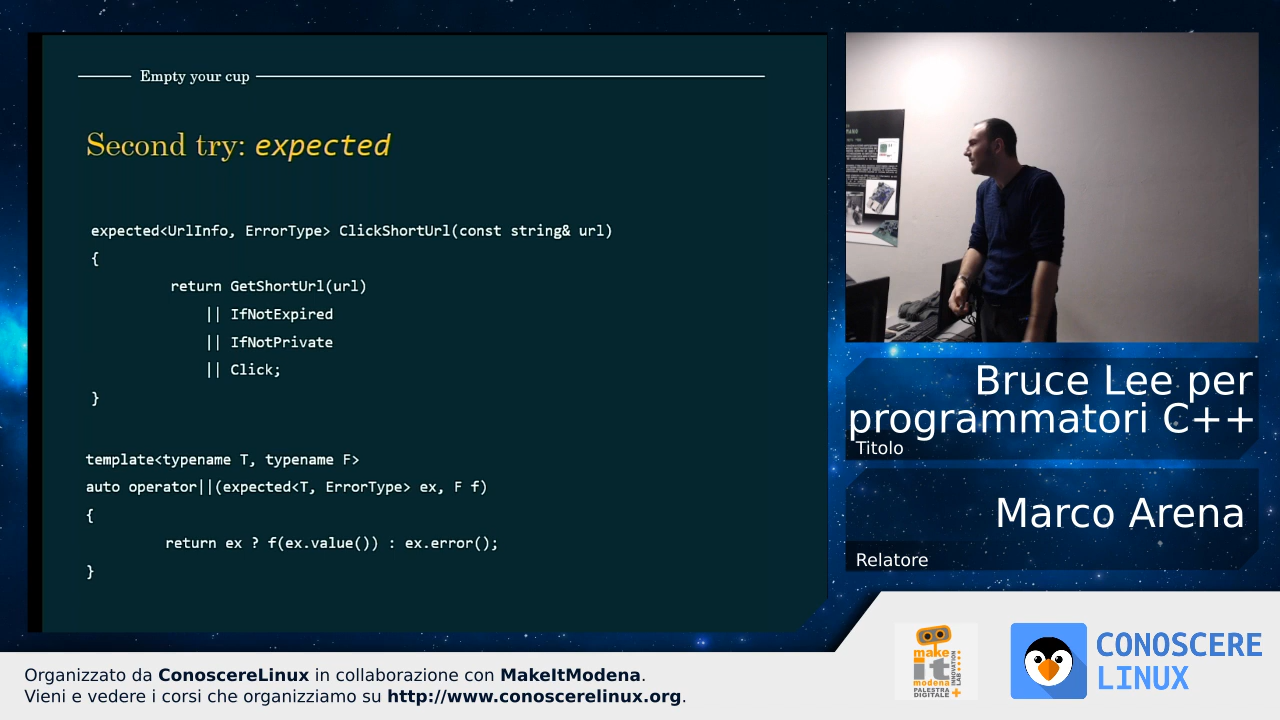 Empty your cup
Second try: expected
expected<UrlInfo, ErrorType> ClickShortUrl(const string& url)
{
return GetShortUrl(url)
|| IfNotExpired
|| IfNotPrivate
|| Click;
}
template<typename T, typename F>
auto operator||(expected<T, ErrorType> ex, F f)
{
return ex ? f(ex.value()) : ex.error();
}
Bruce Lee per
programmatori C++
Titolo
Marco Arena
Relatore
make
it
modena
PALESTRA
DIGITALE
INNOVATION
LAB
CONOSCERE
LINUX
Organizzato da ConoscereLinux in collaborazione con MakeItModena.
Vieni e vedere i corsi che organizziamo su http://www.conoscerelinux.org.